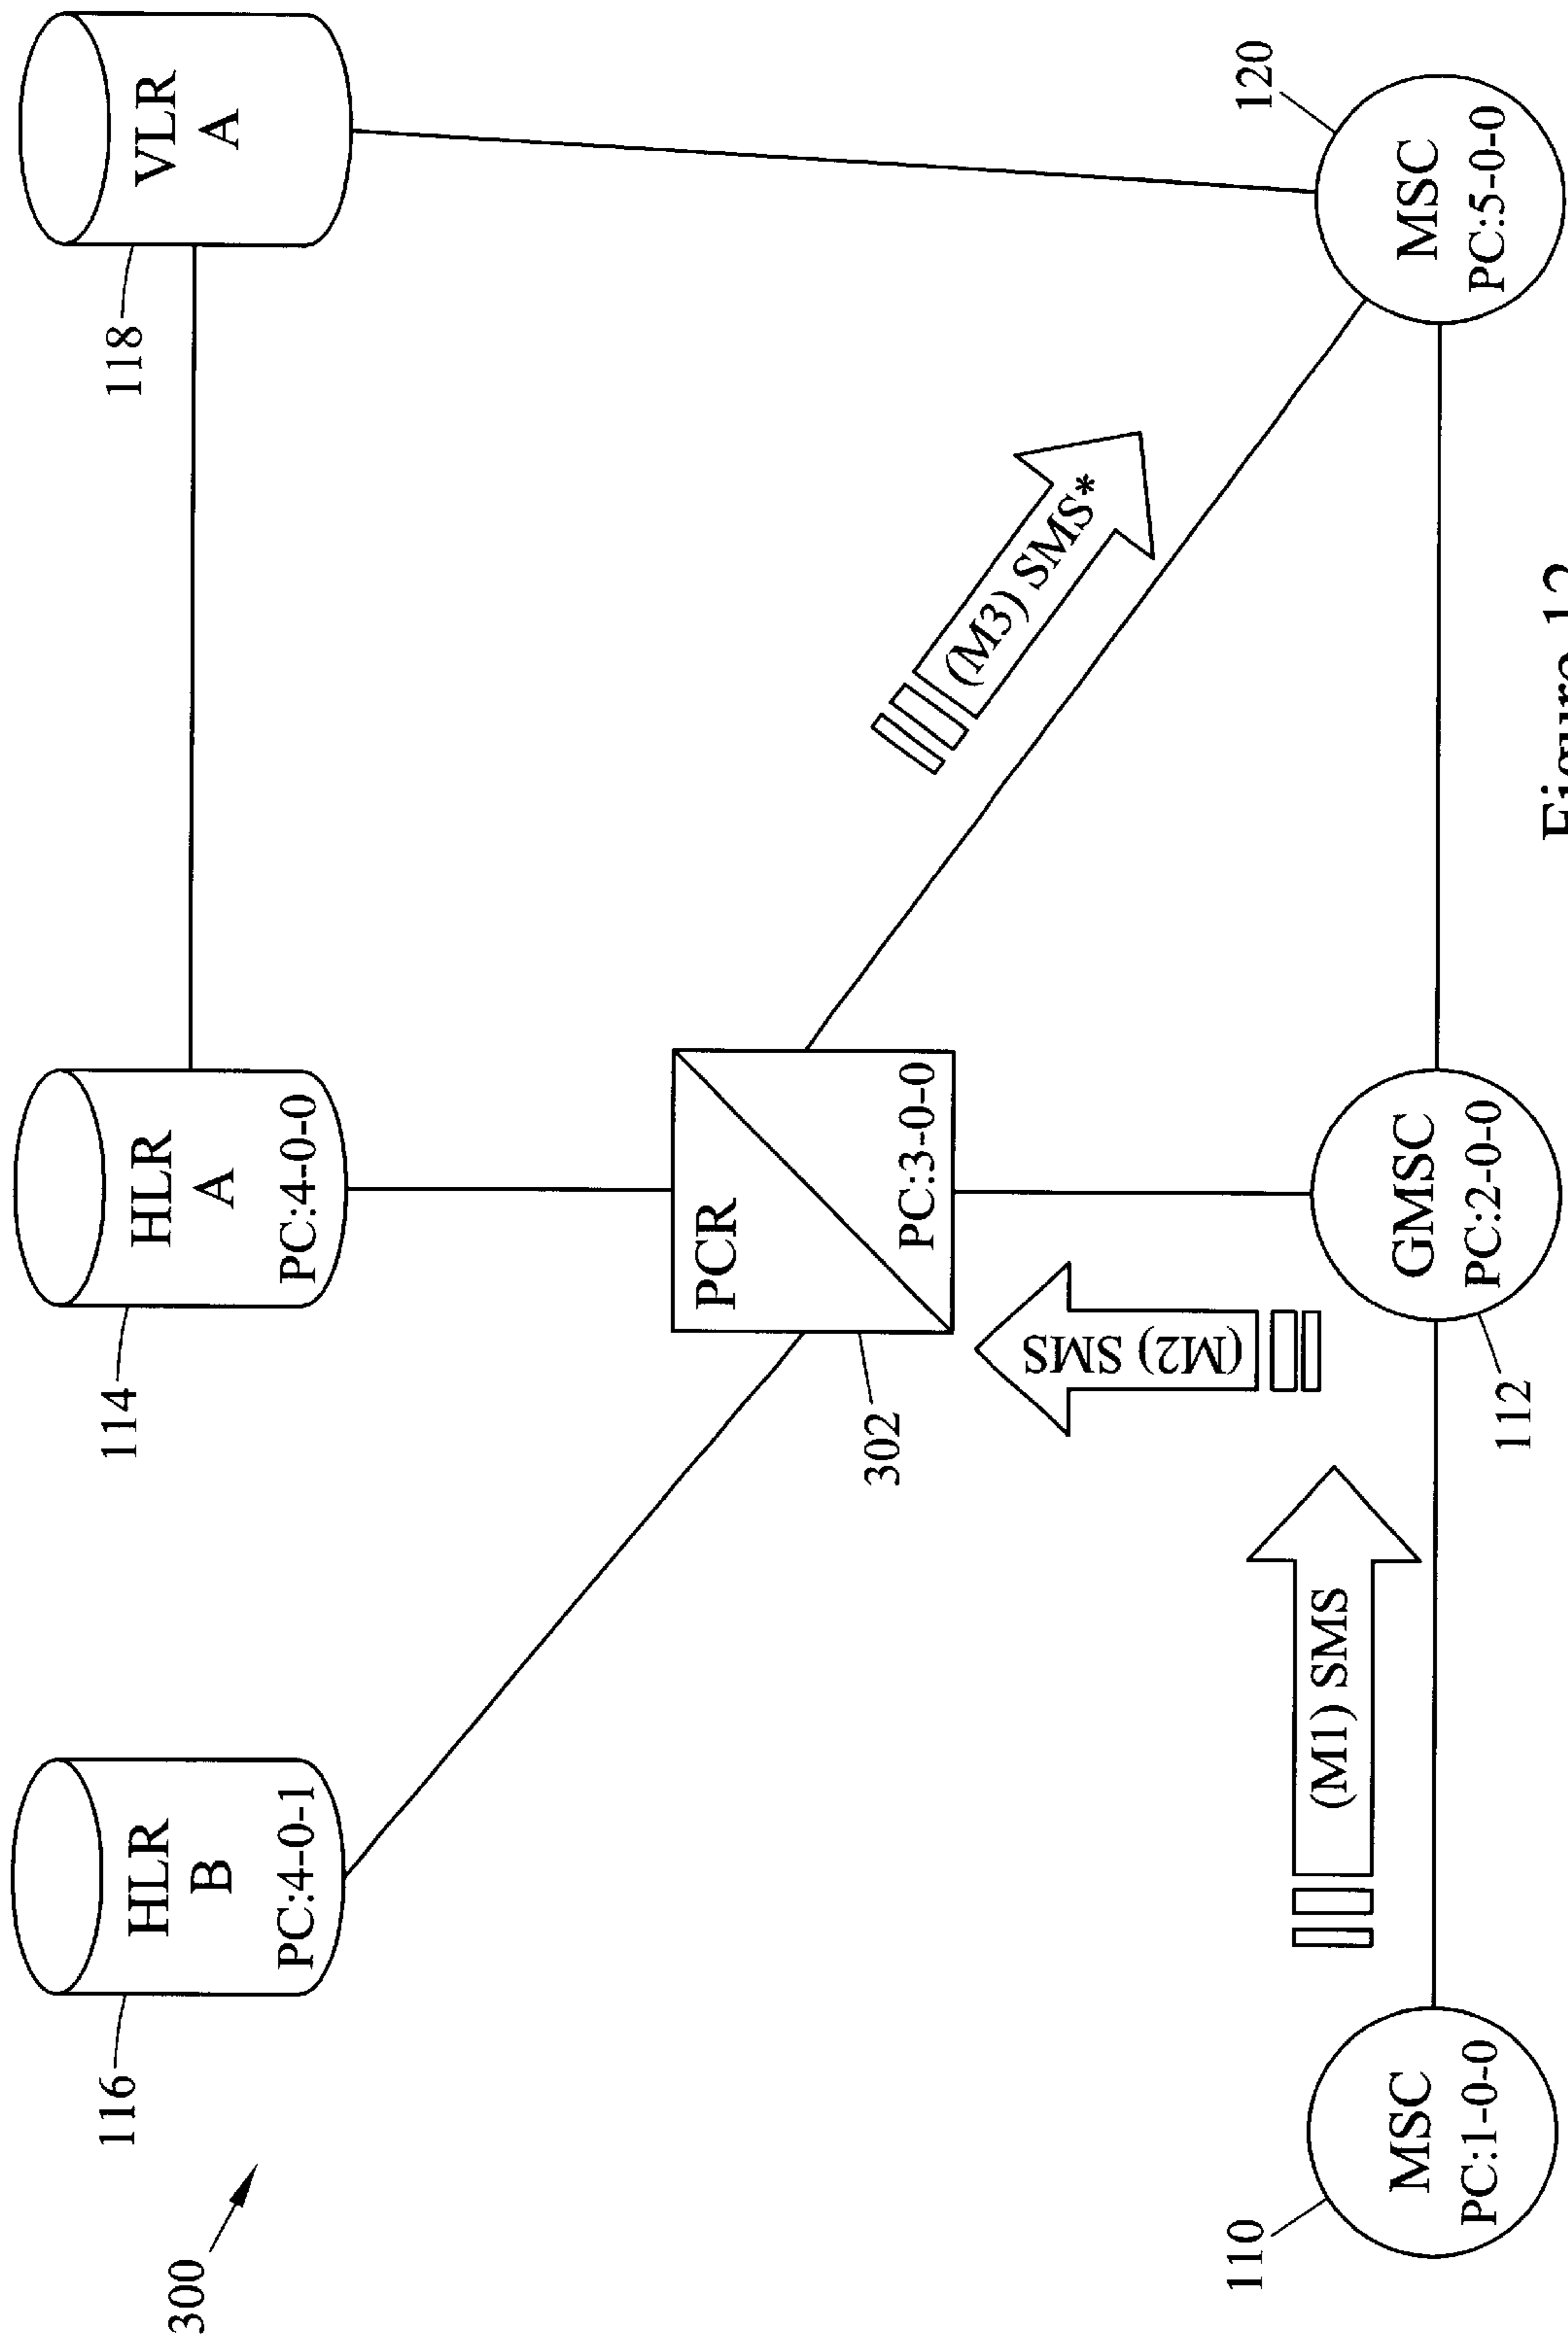 300
116
HLR
B
PC:4-0-1
114
HLR
A
PC:4-0-0
118
VLR
A
PCR
PC:3-0-0
302
(M3) SMS*
(M2) SMS
(M1) SMS
110
MSC
PC:1-0-0
112
GMSC
PC:2-0-0
120
MSC
PC:5-0-0
Figure 12